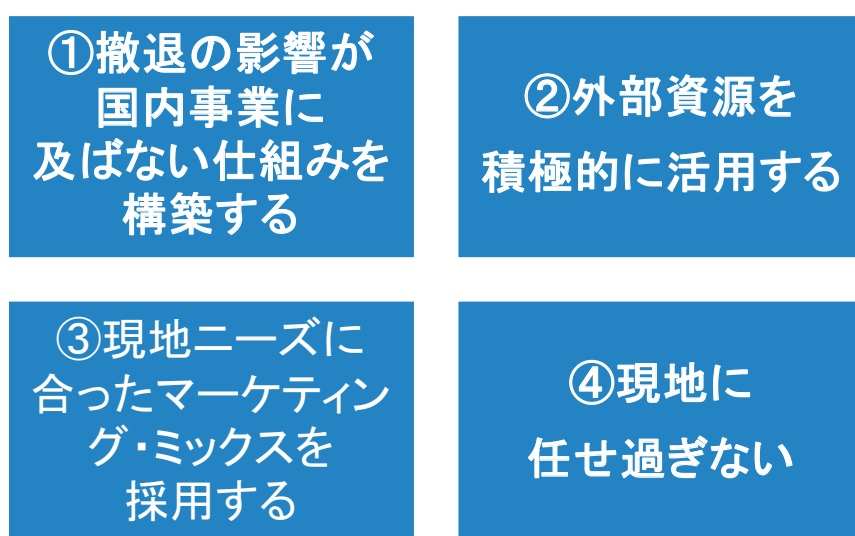 ①撤退の影響が
国内事業に
及ばない仕組みを
構築する
②外部資源を
積極的に活用する
③現地ニーズに
合ったマーケティン
グ・ミックスを
採用する
④現地に
任せ過ぎない